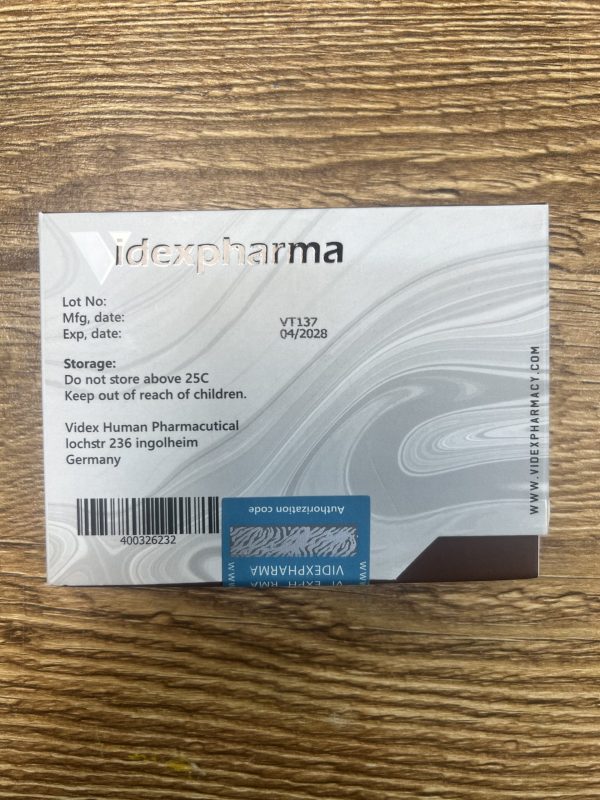 Videxpharma
Lot No:
Mfg, date: VT137
Exp, date: 04/2028
Storage:
Do not store above 25C
Keep out of reach of children.
Videx Human Pharmacutical
lochstr 236 ingolheim
Germany
400326232
WWW.VIDEXPHARMACY.COM
Authorization code
VIDEXPHARMA